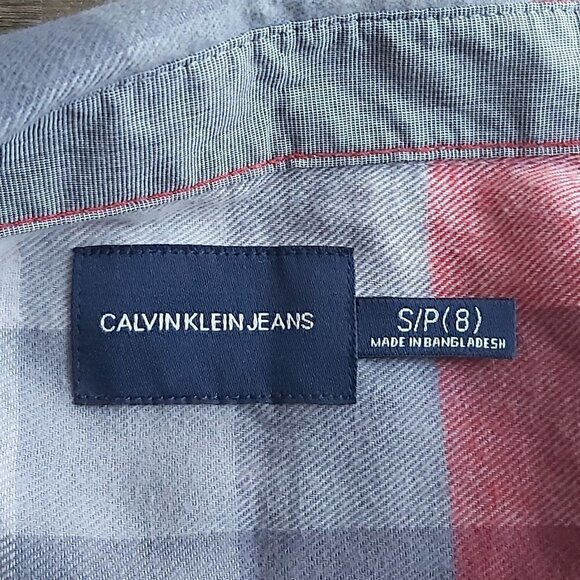 CALVIN KLEIN JEANS
S/P(8)
MADE IN BANGLADESH